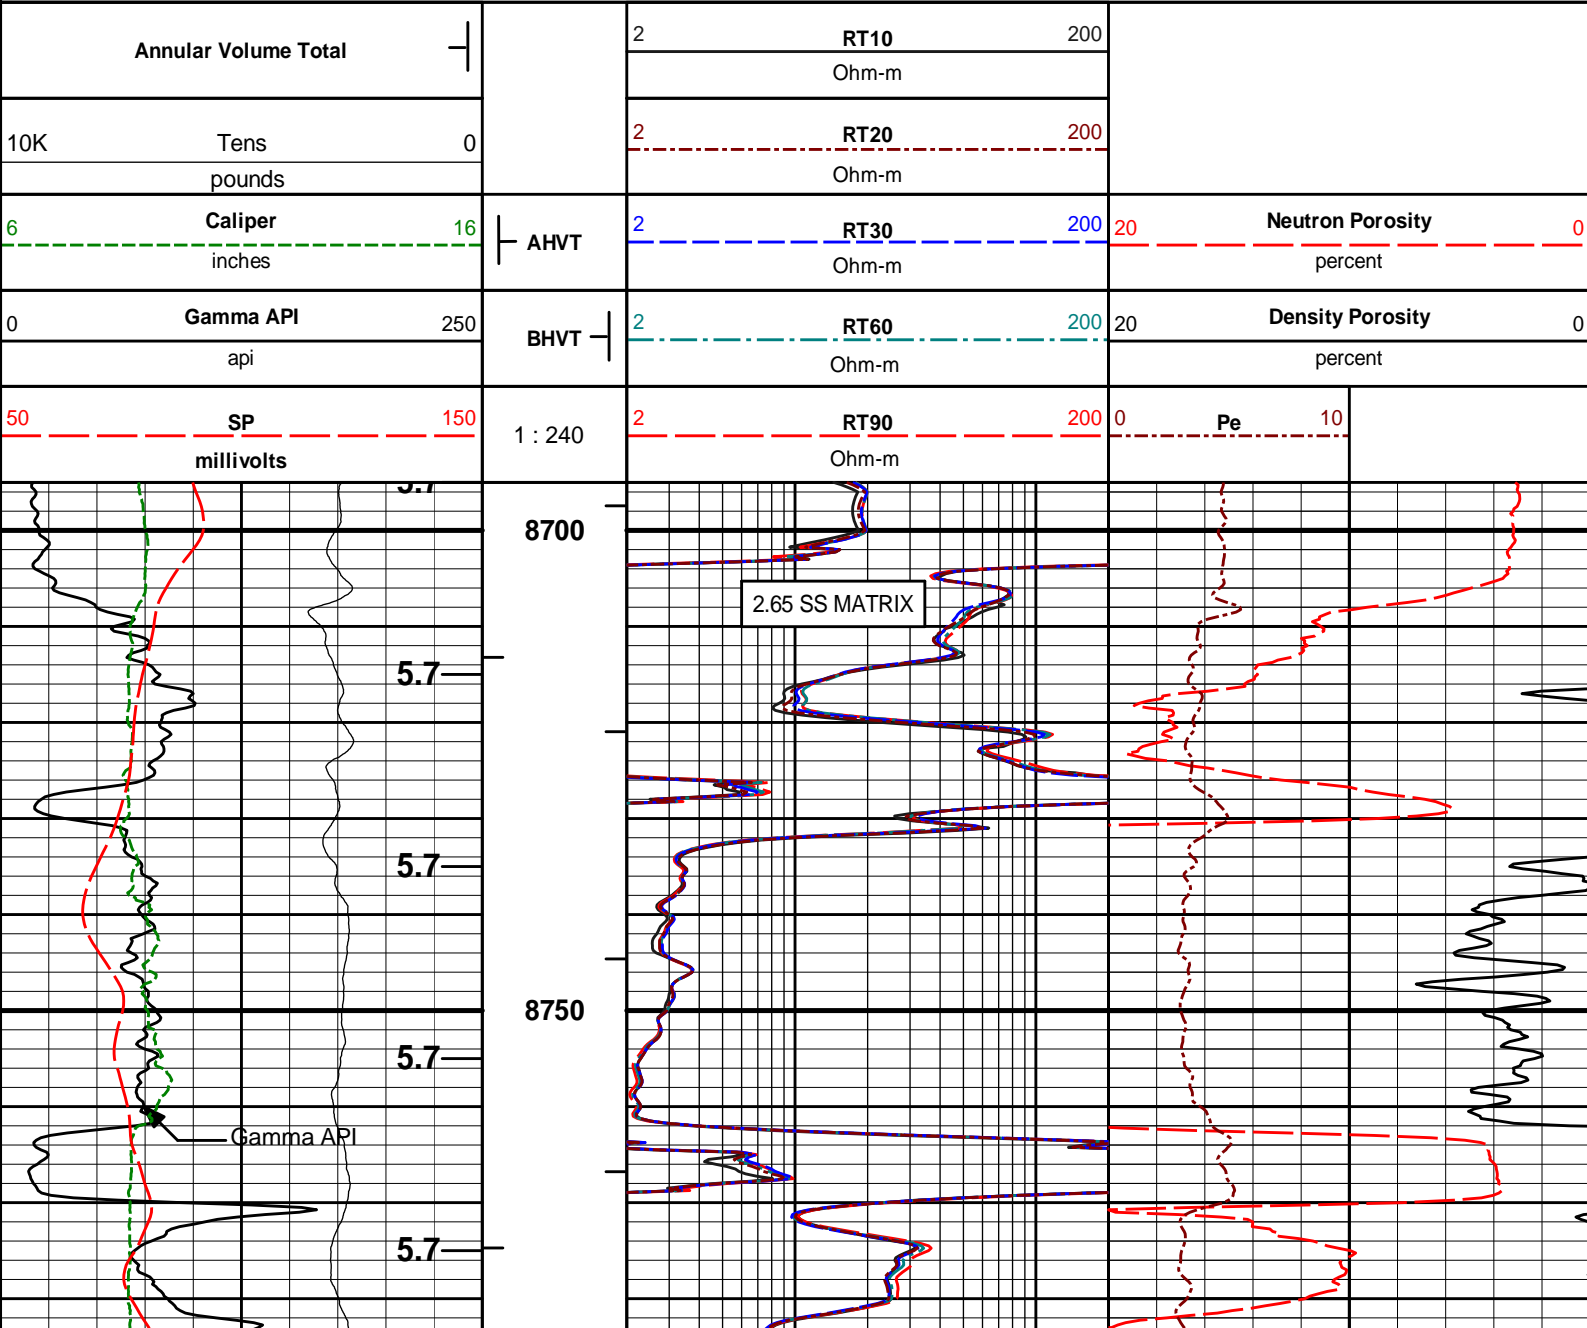 Annular Volume Total
2 RT10 200
Ohm-m
10K Tens 0
pounds
2 RT20 200
Ohm-m
6 Caliper 16
inches
AHVT
2 RT30 200
Ohm-m
20 Neutron Porosity 0
percent
0 Gamma API 250
api
BHVT
2 RT60 200
Ohm-m
20 Density Porosity 0
percent
50 SP 150
millivolts
1 : 240
2 RT90 200
Ohm-m
0 Pe 10
5.7
8700
2.65 SS MATRIX
5.7
5.7
8750
5.7
Gamma API
5.7